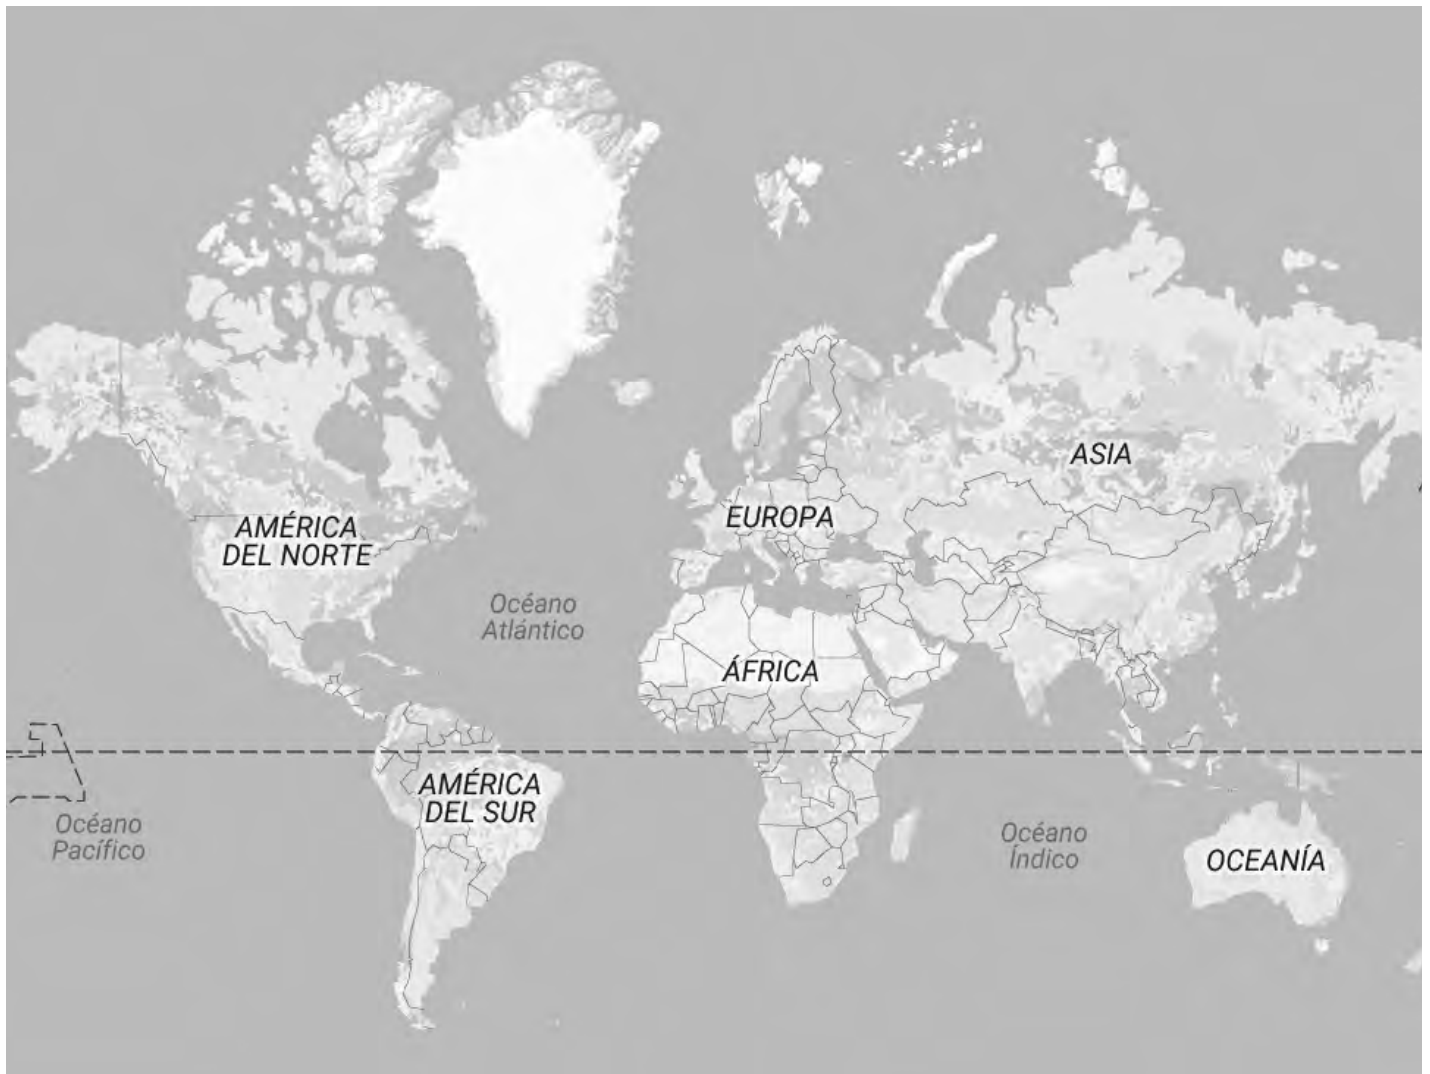 ASIA
EUROPA
AMÉRICA
DEL NORTE
Océano
Atlántico
ÁFRICA
AMÉRICA
DEL SUR
Océano
Pacífico
Océano
Índico
OCEANÍA